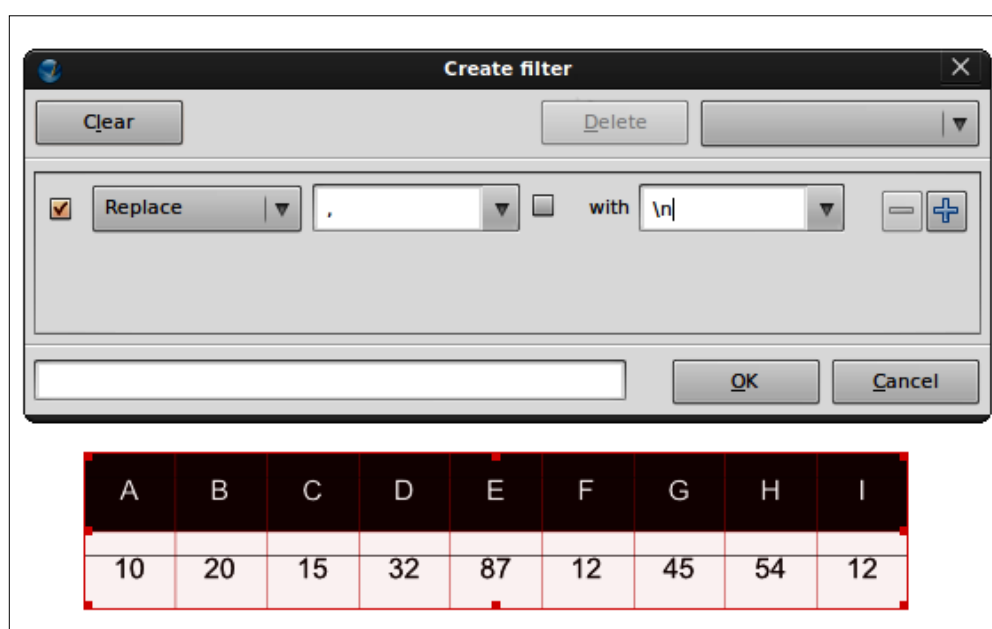 Create filter
Clear Delete
Replace , with \n
OK Cancel
A B C D E F G H I
10 20 15 32 87 12 45 54 12